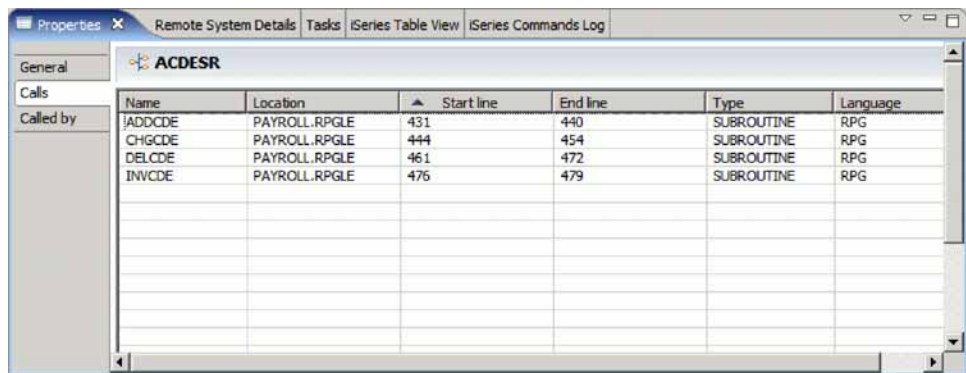 Properties Remote System Details Tasks iSeries Table View iSeries Commands Log
General
Calls
Called by
ACDESR
Name Location Start line End line Type Language
ADDCDE PAYROLL.RPGLE 431 440 SUBROUTINE RPG
CHGCDE PAYROLL.RPGLE 444 454 SUBROUTINE RPG
DELCDE PAYROLL.RPGLE 461 472 SUBROUTINE RPG
INVCDE PAYROLL.RPGLE 476 479 SUBROUTINE RPG